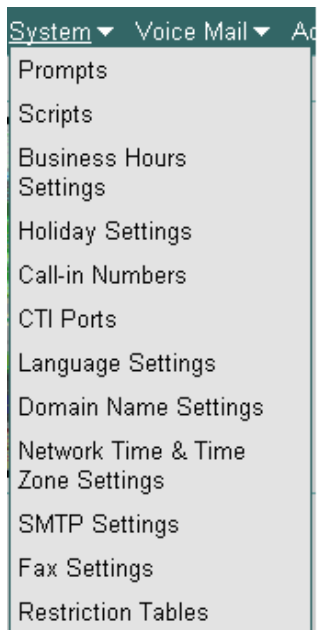 System ▾ Voice Mail ▾
Prompts
Scripts
Business Hours
Settings
Holiday Settings
Call-in Numbers
CTI Ports
Language Settings
Domain Name Settings
Network Time & Time
Zone Settings
SMTP Settings
Fax Settings
Restriction Tables